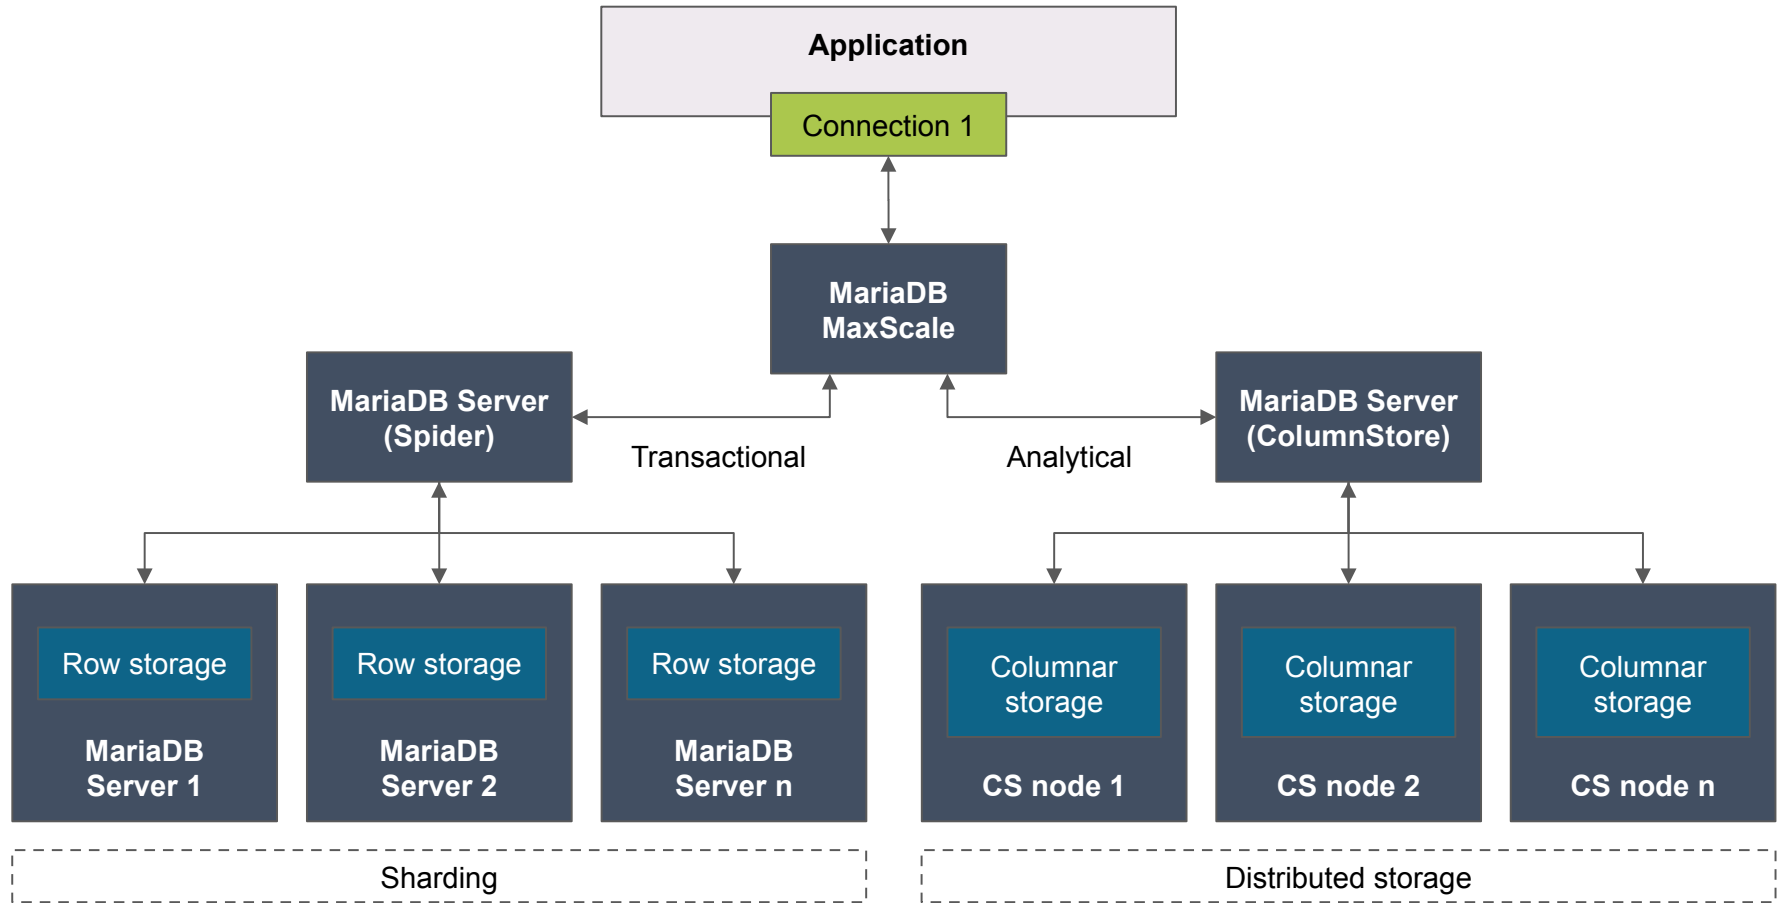 Application
Connection 1
MariaDB
MaxScale
MariaDB Server
(Spider)
Transactional
Analytical
MariaDB Server
(ColumnStore)
Row storage
MariaDB
Server 1
Row storage
MariaDB
Server 2
Row storage
MariaDB
Server n
Columnar
storage
CS node 1
Columnar
storage
CS node 2
Columnar
storage
CS node n
Sharding
Distributed storage